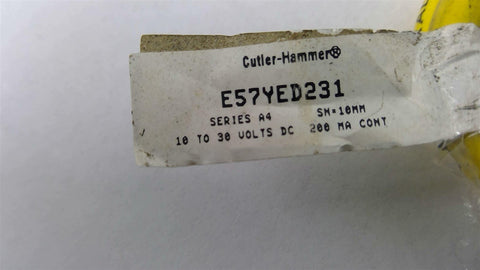 Cutler-Hammer®
E57YED231
SERIES A4 SN=10MM
10 TO 30 VOLTS DC 200 MA CONT